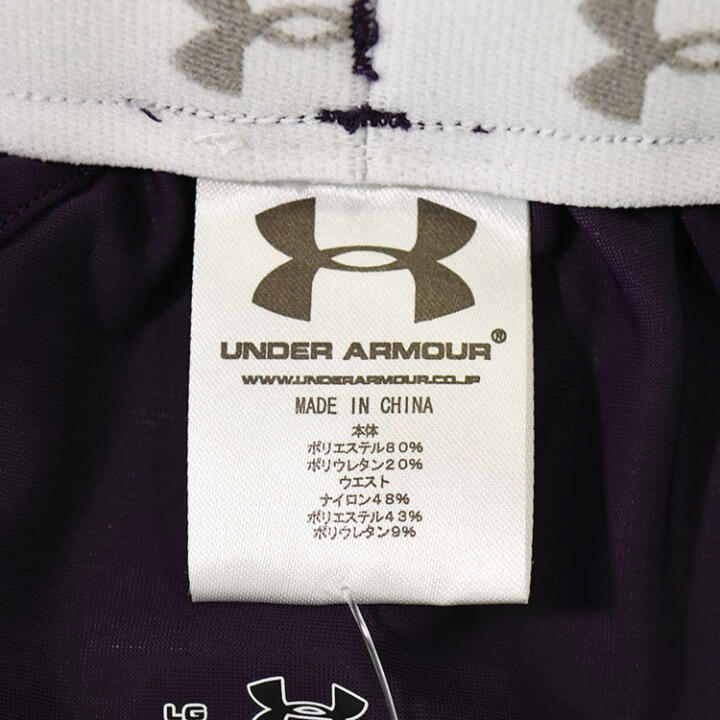 UNDER ARMOUR®
WWW.UNDERARMOUR.CO.JP
MADE IN CHINA
本体
ポリエステル80%
ポリウレタン20%
ウエスト
ナイロン48%
ポリエステル43%
ポリウレタン9%
LG